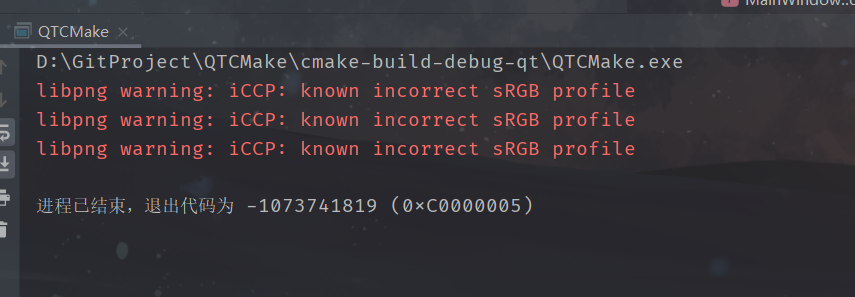 MainWindow.:c
QTCMake
D:\GitProject\QTCMake\cmake-build-debug-qt\QTCMake.exe
libpng warning: iCCP: known incorrect sRGB profile
libpng warning: iCCP: known incorrect sRGB profile
libpng warning: iCCP: known incorrect sRGB profile
进程已结束，退出代码为 -1073741819 (0xC0000005)